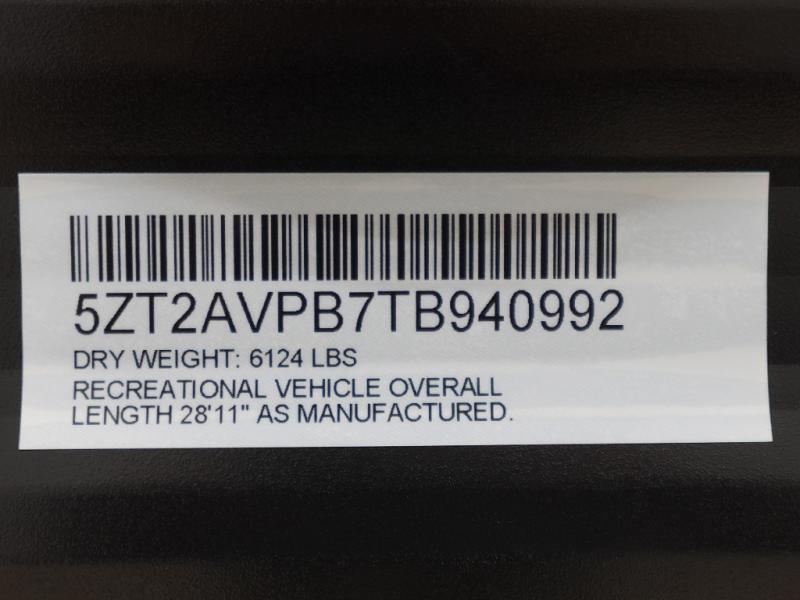 5ZT2AVPB7TB940992
DRY WEIGHT: 6124 LBS
RECREATIONAL VEHICLE OVERALL
LENGTH 28'11" AS MANUFACTURED.